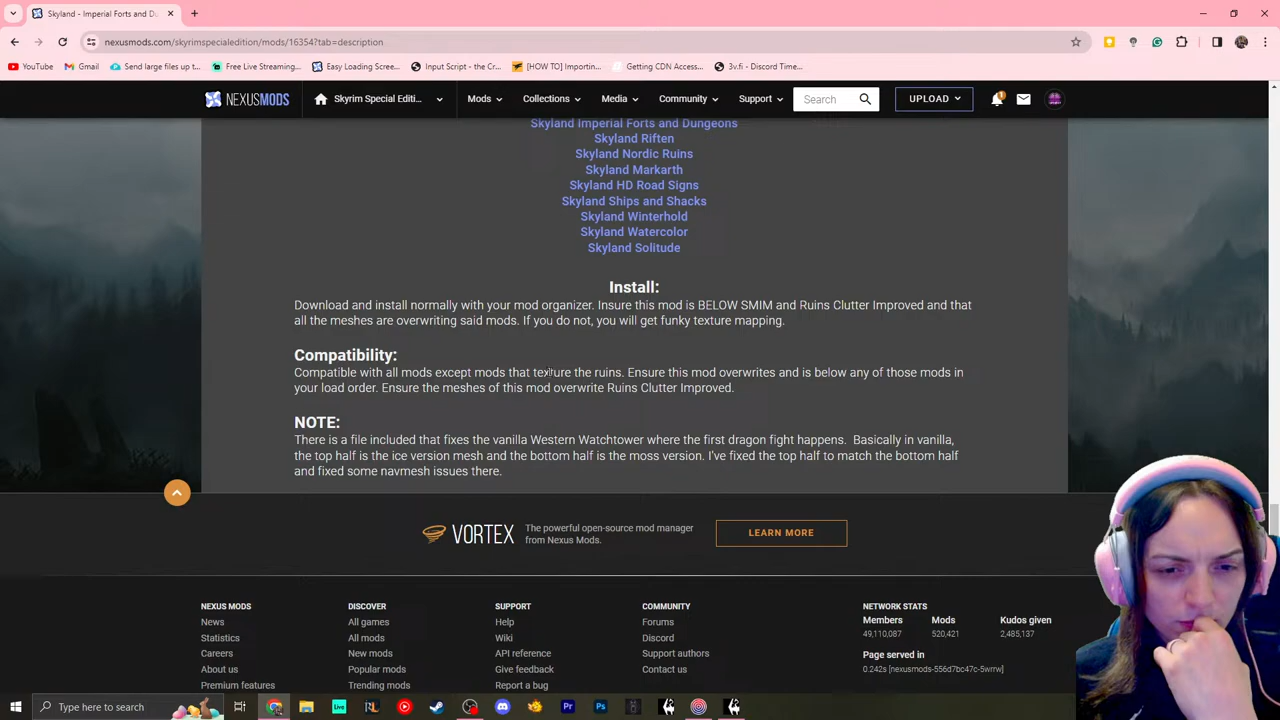 Skyland - Imperial Forts and Du
nexusmods.com/skyrimspecialedition/mods/16354?tab=description
YouTube
Gmail
Send large files up t...
Free Live Streaming...
Easy Loading Scree...
Input Script - the Cr...
[HOW TO] Importin...
Getting CDN Access...
3v.fi - Discord Time...
NEXUSMODS
Skyrim Special Editi...
Mods
Collections
Media
Community
Support
Search
UPLOAD
Skyland Imperial Forts and Dungeons
Skyland Riften
Skyland Nordic Ruins
Skyland Markarth
Skyland HD Road Signs
Skyland Ships and Shacks
Skyland Winterhold
Skyland Watercolor
Skyland Solitude
Install:
Download and install normally with your mod organizer. Insure this mod is BELOW SMIM and Ruins Clutter Improved and that
all the meshes are overwriting said mods. If you do not, you will get funky texture mapping.
Compatibility:
Compatible with all mods except mods that texture the ruins. Ensure this mod overwrites and is below any of those mods in
your load order. Ensure the meshes of this mod overwrite Ruins Clutter Improved.
NOTE:
There is a file included that fixes the vanilla Western Watchtower where the first dragon fight happens. Basically in vanilla,
the top half is the ice version mesh and the bottom half is the moss version. I've fixed the top half to match the bottom half
and fixed some navmesh issues there.
VORTEX
The powerful open-source mod manager
from Nexus Mods.
LEARN MORE
NEXUS MODS
News
Statistics
Careers
About us
Premium features
DISCOVER
All games
All mods
New mods
Popular mods
Trending mods
SUPPORT
Help
Wiki
API reference
Give feedback
Report a bug
COMMUNITY
Forums
Discord
Support authors
Contact us
NETWORK STATS
Members
49,110,087
Mods
520,421
Kudos given
2,485,137
Page served in
0.242s [nexusmods-556d7bc47c-5wrrw]
Type here to search
Live
Pr
Ps